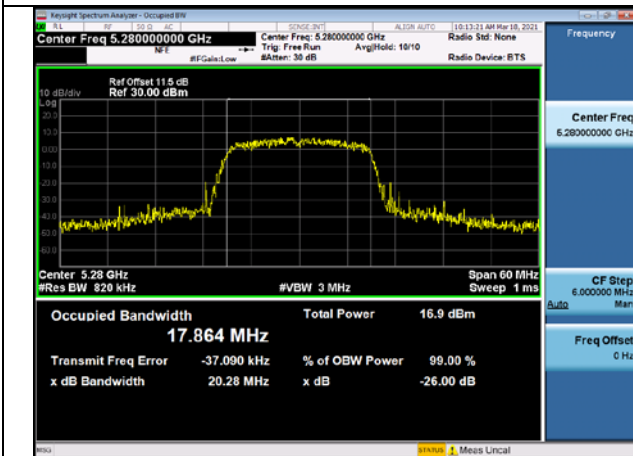 Keysight Spectrum Analyzer - Occupied BW
RL RF 50 Ω AC SENSE:INT ALIGN AUTO 10:13:21 AM Mar 18, 2021
Center Freq 5.280000000 GHz Center Freq: 5.280000000 GHz Radio Std: None Frequency
NFE Trig: Free Run Avg|Hold: 10/10
#IFGain:Low #Atten: 30 dB Radio Device: BTS
Ref Offset 11.5 dB
10 dB/div Ref 30.00 dBm
Log
20.0
10.0
0.00
10.0
20.0
30.0
40.0
50.0
60.0
Center Freq
5.280000000 GHz
Center 5.28 GHz Span 60 MHz
#Res BW 820 kHz #VBW 3 MHz Sweep 1 ms
CF Step
6.000000 MHz
Auto Man
Occupied Bandwidth Total Power 16.9 dBm
17.864 MHz
Freq Offset
0 Hz
Transmit Freq Error -37.090 kHz % of OBW Power 99.00 %
x dB Bandwidth 20.28 MHz x dB -26.00 dB
MSG STATUS Meas Uncal